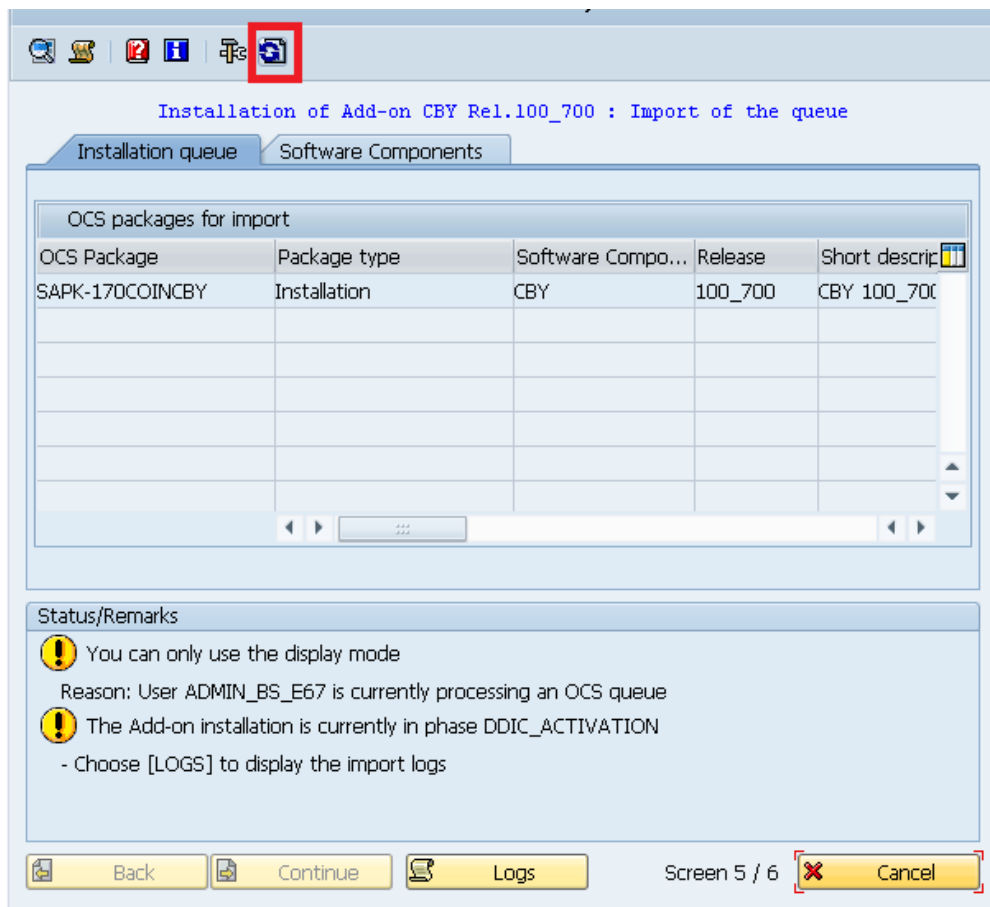 Installation of Add-on CBY Rel.100_700 : Import of the queue
Installation queue Software Components
OCS packages for import
OCS Package Package type Software Compo... Release Short descrip
SAPK-170COINCBY Installation CBY 100_700 CBY 100_70
Status/Remarks
You can only use the display mode
Reason: User ADMIN_BS_E67 is currently processing an OCS queue
The Add-on installation is currently in phase DDIC_ACTIVATION
- Choose [LOGS] to display the import logs
Back Continue Logs Screen 5 / 6 Cancel